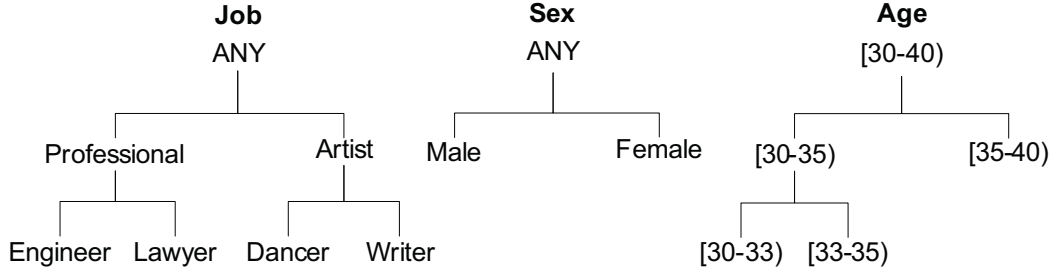 Job Sex Age
ANY ANY [30-40)
Professional Artist Male Female [30-35) [35-40)
Engineer Lawyer Dancer Writer [30-33) [33-35)